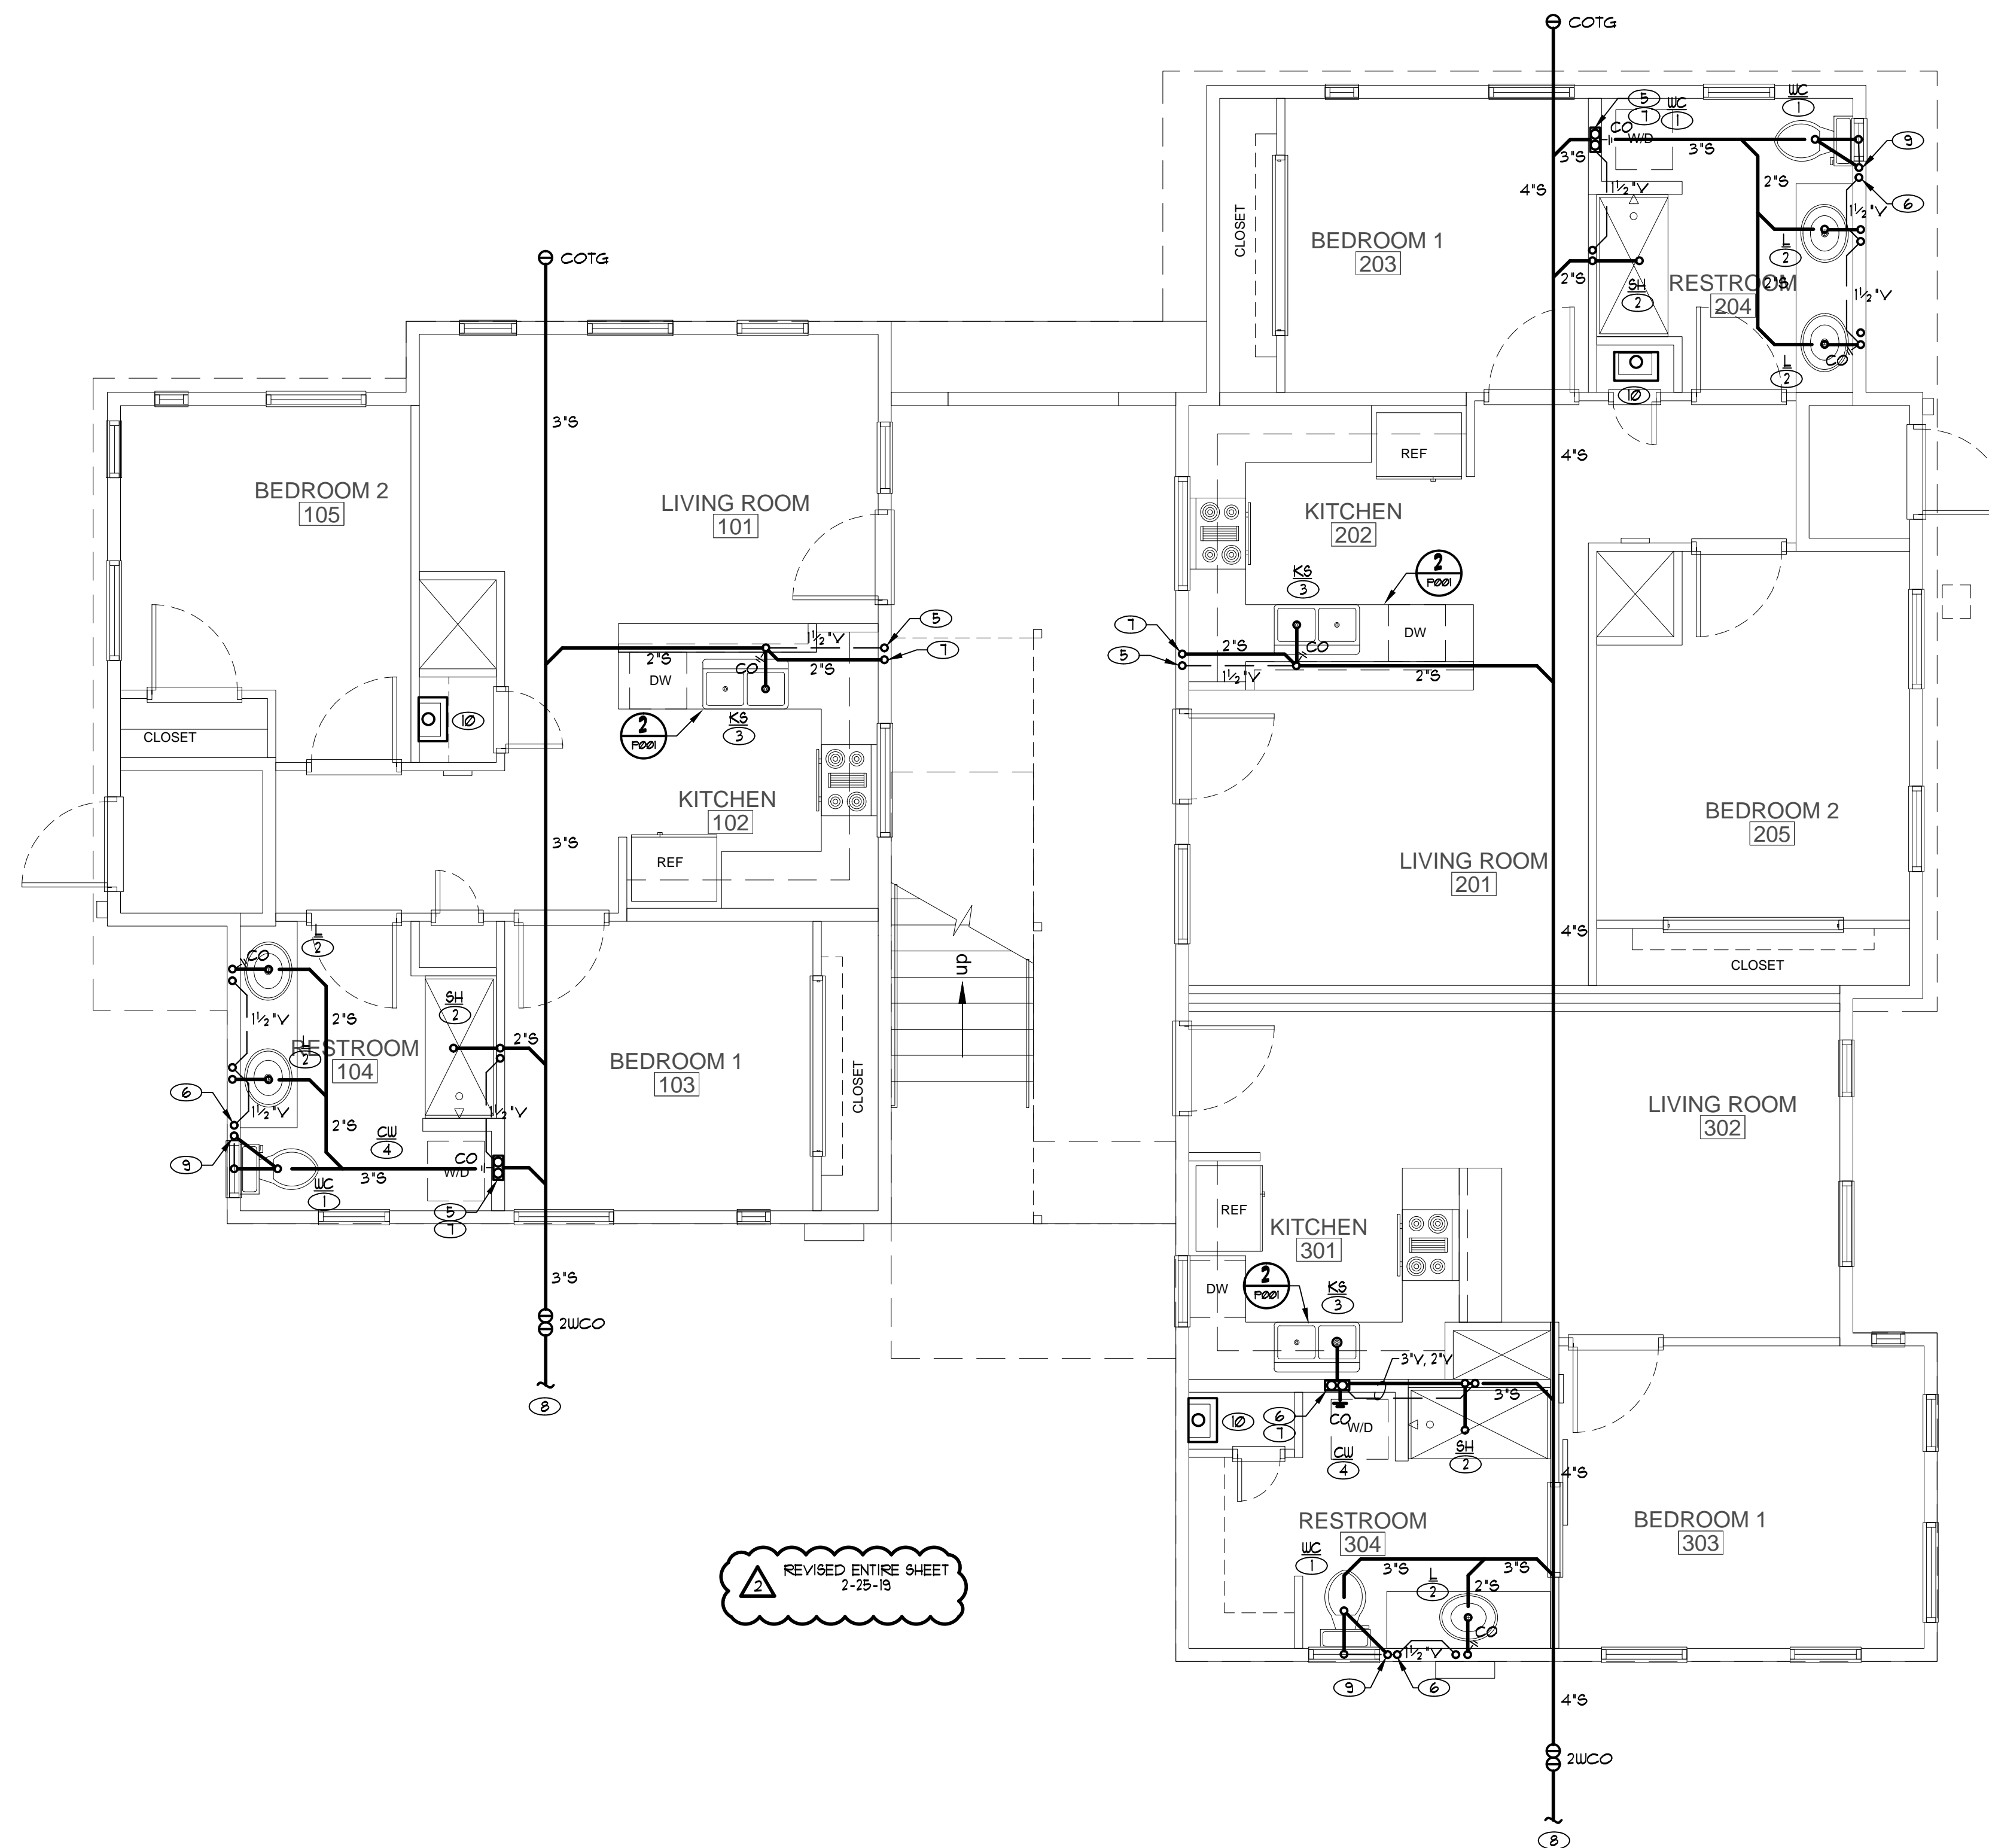 COTG
5
7
WC
1
WC
1
CO
W/D
3"S
3"S
9
4"S
1½"V
2"S
6
1½"V
BEDROOM 1
203
CLOSET
L
2
2"S
SH
2
RESTROOM
204
2"S
1½"V
CO
L
2
10
COTG
3"S
4"S
REF
KITCHEN
202
BEDROOM 2
105
LIVING ROOM
101
KS
3
2
P001
DW
5
7
1½"V
2"S
CO
2"S
DW
7
5
2"S
CO
1½"V
2"S
10
2
P001
KS
3
CLOSET
KITCHEN
102
3"S
REF
BEDROOM 2
205
LIVING ROOM
201
4"S
CLOSET
L
2
CO
up
SH
2
1½"V
2"S
2"S
L
2
RESTROOM
104
BEDROOM 1
103
CLOSET
6
1½"V
1½"V
2"S
CW
4
9
CO
W/D
3"S
WC
1
5
7
LIVING ROOM
302
REF
KITCHEN
301
3"S
DW
2
P001
KS
3
2WCO
8
3"V, 2"V
3"S
10
6
7
CO
W/D
CW
4
SH
2
4"S
RESTROOM
304
BEDROOM 1
303
WC
1
3"S
3"S
L
2
2"S
CO
1½"V
9
6
2
REVISED ENTIRE SHEET
2-25-19
4"S
2WCO
8